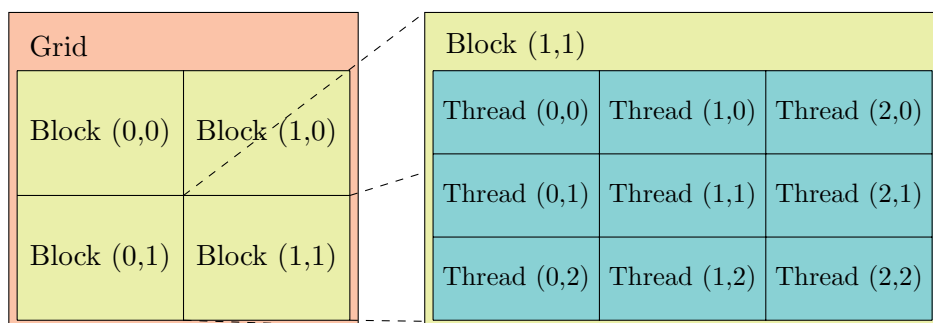 Grid
Block (0,0) Block (1,0)
Block (0,1) Block (1,1)
Block (1,1)
Thread (0,0) Thread (1,0) Thread (2,0)
Thread (0,1) Thread (1,1) Thread (2,1)
Thread (0,2) Thread (1,2) Thread (2,2)